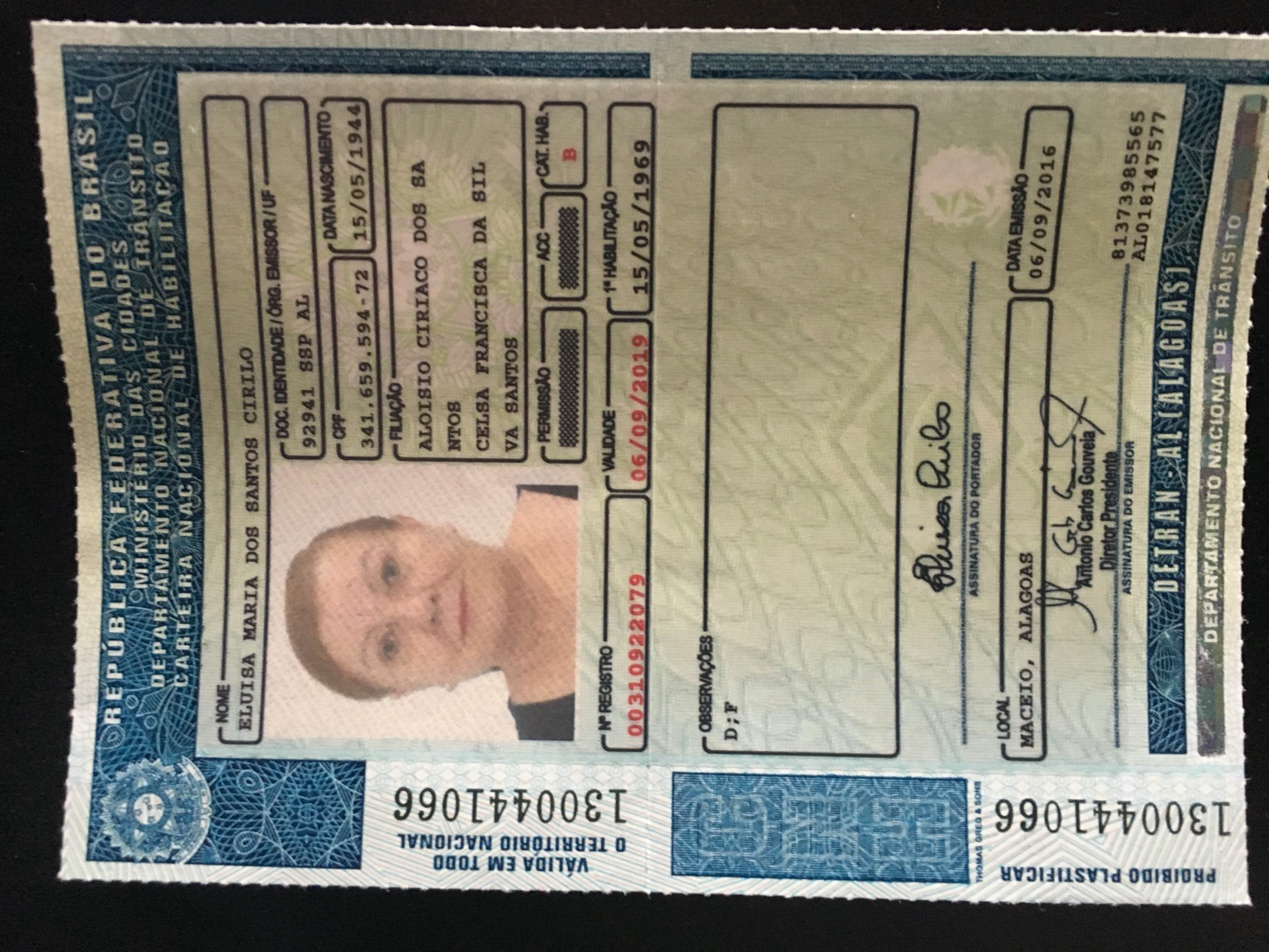 REPÚBLICA FEDERATIVA DO BRASIL
MINISTÉRIO DAS CIDADES
DEPARTAMENTO NACIONAL DE TRÂNSITO
CARTEIRA NACIONAL DE HABILITAÇÃO
NOME
ELUISA MARIA DOS SANTOS CIRILO
DOC. IDENTIDADE / ÓRG. EMISSOR / UF
92941 SSP AL
CPF
341.659.594-72
DATA NASCIMENTO
15/05/1944
FILIAÇÃO
ALOISIO CIRIACO DOS SA
NTOS
CELSA FRANCISCA DA SIL
VA SANTOS
PERMISSÃO
ACC
CAT. HAB.
B
Nº REGISTRO
00310922079
VALIDADE
06/09/2019
1ª HABILITAÇÃO
15/05/1969
VÁLIDA EM TODO
O TERRITÓRIO NACIONAL
1300441066
OBSERVAÇÕES
D;F
ASSINATURA DO PORTADOR
LOCAL
MACEIO, ALAGOAS
DATA EMISSÃO
06/09/2016
Antonio Carlos Gouveia
Diretor Presidente
ASSINATURA DO EMISSOR
81373985565
AL018147577
DETRAN - AL (ALAGOAS)
DEPARTAMENTO NACIONAL DE TRÂNSITO
THOMAS GREG & SONS
PROIBIDO PLASTIFICAR
1300441066